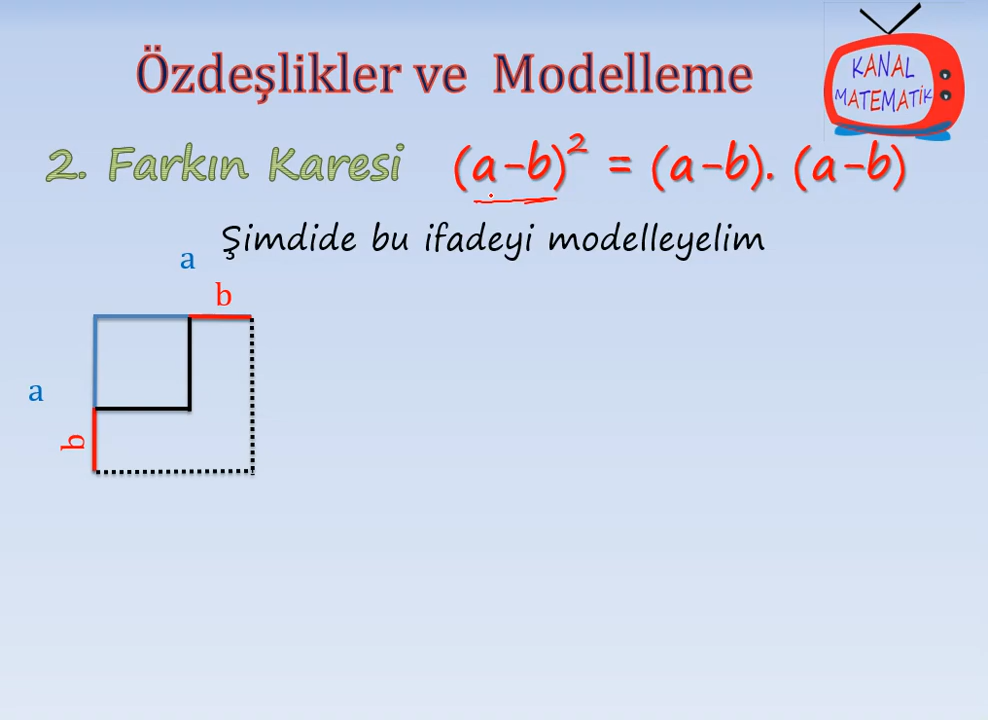 Özdeşlikler ve Modelleme
KANAL
MATEMATİK
2. Farkın Karesi (a-b)² = (a-b). (a-b)
Şimdide bu ifadeyi modelleyelim
a
b
a
b